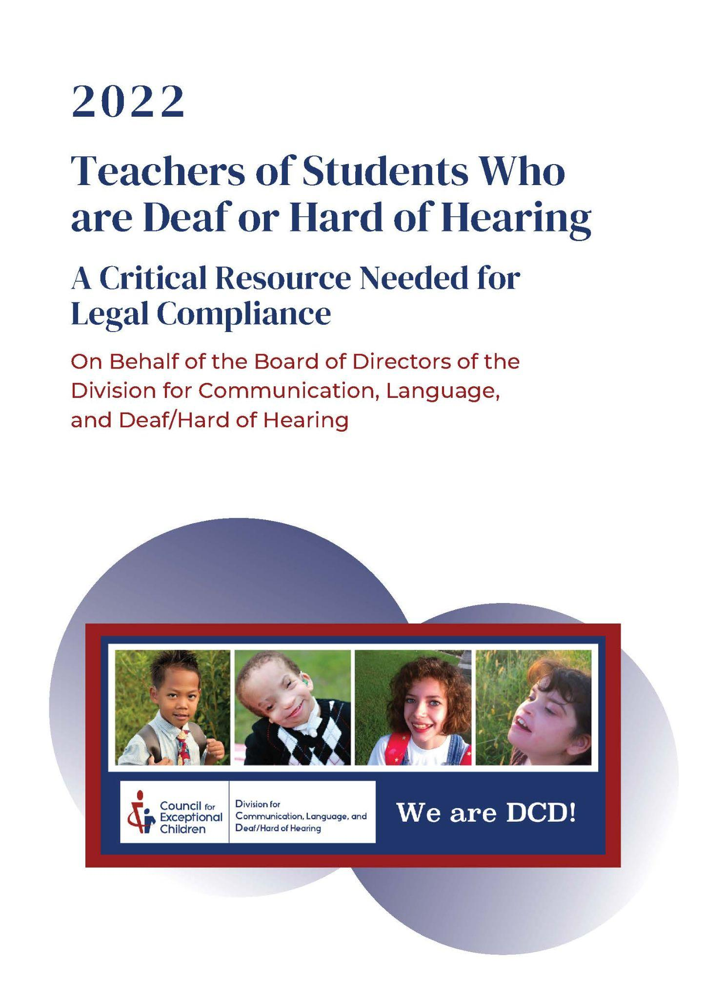 2022
Teachers of Students Who
are Deaf or Hard of Hearing
A Critical Resource Needed for
Legal Compliance
On Behalf of the Board of Directors of the
Division for Communication, Language,
and Deaf/Hard of Hearing
Council for
Exceptional
Children
Division for
Communication, Language, and
Deaf/Hard of Hearing
We are DCD!